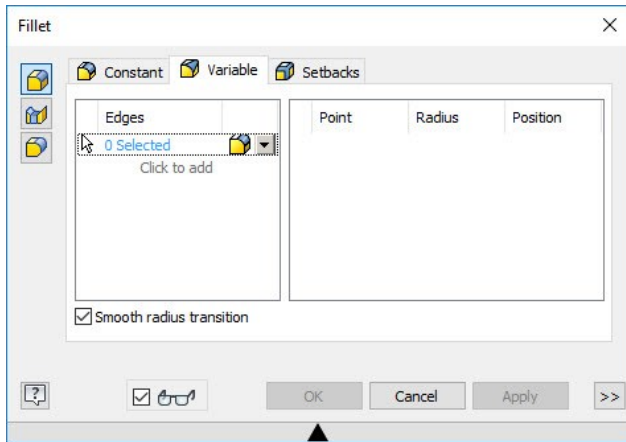 Fillet
Constant Variable Setbacks
Edges Point Radius Position
0 Selected
Click to add
Smooth radius transition
? OK Cancel Apply >>